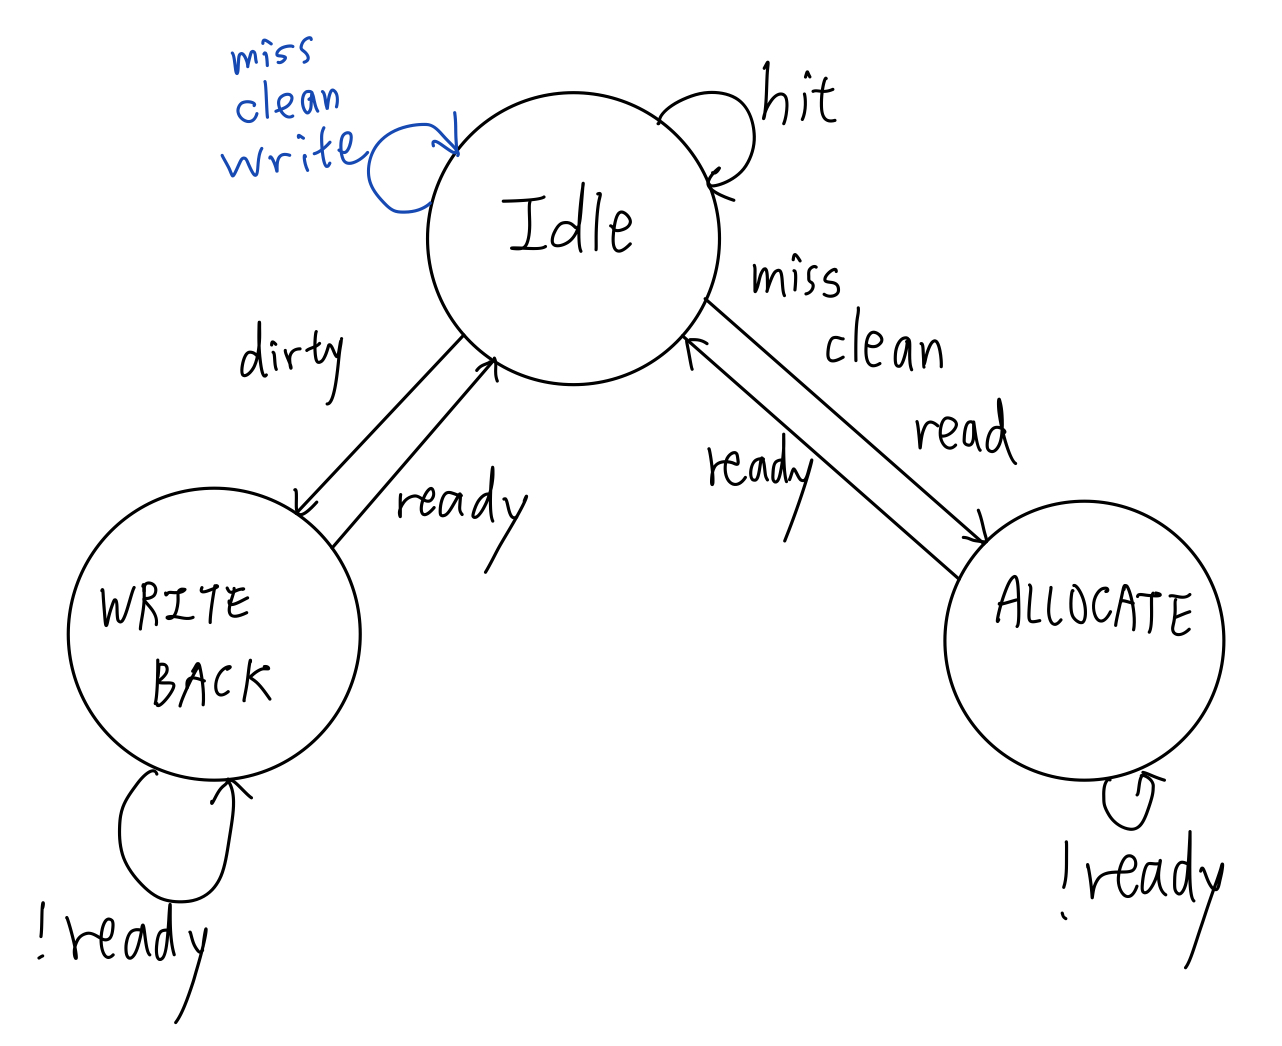 miss
clean
write
hit
Idle
miss
clean
read
dirty
ready
ready
WRITE
BACK
ALLOCATE
!ready
!ready